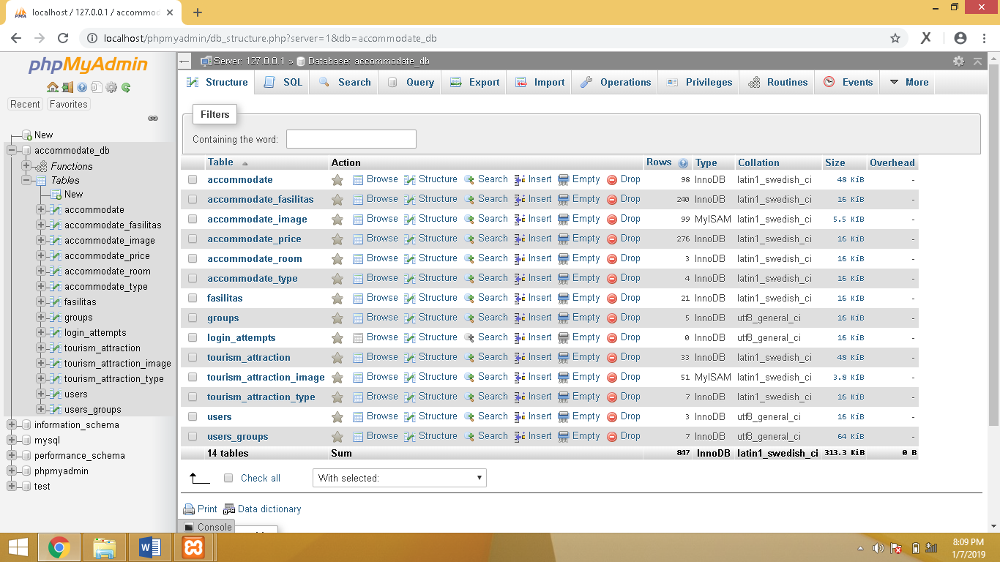 localhost / 127.0.0.1 / accommod
localhost/phpmyadmin/db_structure.php?server=1&db=accommodate_db
phpMyAdmin
Recent Favorites
New
accommodate_db
Functions
Tables
New
accommodate
accommodate_fasilitas
accommodate_image
accommodate_price
accommodate_room
accommodate_type
fasilitas
groups
login_attempts
tourism_attraction
tourism_attraction_image
tourism_attraction_type
users
users_groups
information_schema
mysql
performance_schema
phpmyadmin
test
Server: 127.0.0.1 » Database: accommodate_db
Structure SQL Search Query Export Import Operations Privileges Routines Events More
Filters
Containing the word:
Table Action Rows Type Collation Size Overhead
accommodate Browse Structure Search Insert Empty Drop 98 InnoDB latin1_swedish_ci 48 KiB -
accommodate_fasilitas Browse Structure Search Insert Empty Drop 240 InnoDB latin1_swedish_ci 16 KiB -
accommodate_image Browse Structure Search Insert Empty Drop 99 MyISAM latin1_swedish_ci 5.5 KiB -
accommodate_price Browse Structure Search Insert Empty Drop 276 InnoDB latin1_swedish_ci 16 KiB -
accommodate_room Browse Structure Search Insert Empty Drop 3 InnoDB latin1_swedish_ci 16 KiB -
accommodate_type Browse Structure Search Insert Empty Drop 4 InnoDB latin1_swedish_ci 16 KiB -
fasilitas Browse Structure Search Insert Empty Drop 21 InnoDB latin1_swedish_ci 16 KiB -
groups Browse Structure Search Insert Empty Drop 5 InnoDB utf8_general_ci 16 KiB -
login_attempts Browse Structure Search Insert Empty Drop 0 InnoDB utf8_general_ci 16 KiB -
tourism_attraction Browse Structure Search Insert Empty Drop 33 InnoDB latin1_swedish_ci 48 KiB -
tourism_attraction_image Browse Structure Search Insert Empty Drop 51 MyISAM latin1_swedish_ci 3.8 KiB -
tourism_attraction_type Browse Structure Search Insert Empty Drop 7 InnoDB latin1_swedish_ci 16 KiB -
users Browse Structure Search Insert Empty Drop 3 InnoDB utf8_general_ci 16 KiB -
users_groups Browse Structure Search Insert Empty Drop 7 InnoDB utf8_general_ci 64 KiB -
14 tables Sum 847 InnoDB latin1_swedish_ci 313.3 KiB 0 B
Check all With selected:
Print Data dictionary
Console
8:09 PM
1/7/2019